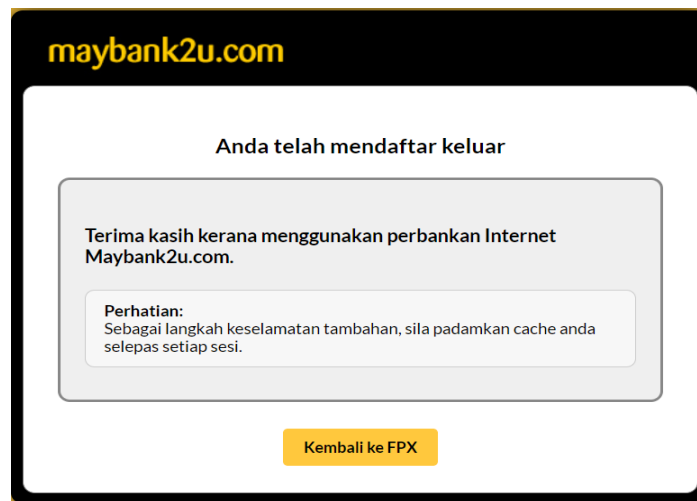 maybank2u.com
Anda telah mendaftar keluar
Terima kasih kerana menggunakan perbankan Internet
Maybank2u.com.
Perhatian:
Sebagai langkah keselamatan tambahan, sila padamkan cache anda
selepas setiap sesi.
Kembali ke FPX